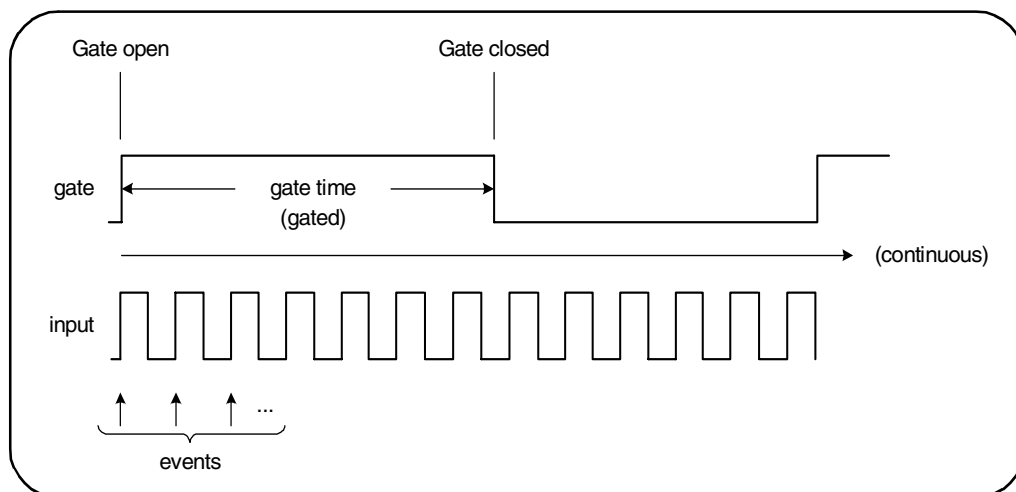 Gate open
Gate closed
gate
gate time
(gated)
(continuous)
input
...
events